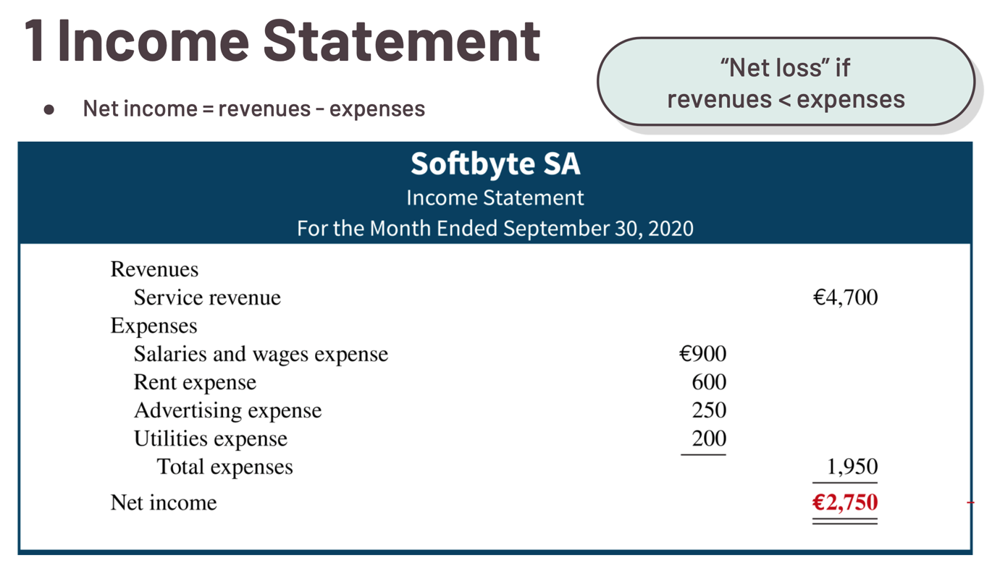 1 Income Statement
“Net loss” if
revenues < expenses
● Net income = revenues - expenses
Softbyte SA
Income Statement
For the Month Ended September 30, 2020
Revenues
Service revenue €4,700
Expenses
Salaries and wages expense €900
Rent expense 600
Advertising expense 250
Utilities expense 200
Total expenses 1,950
Net income €2,750